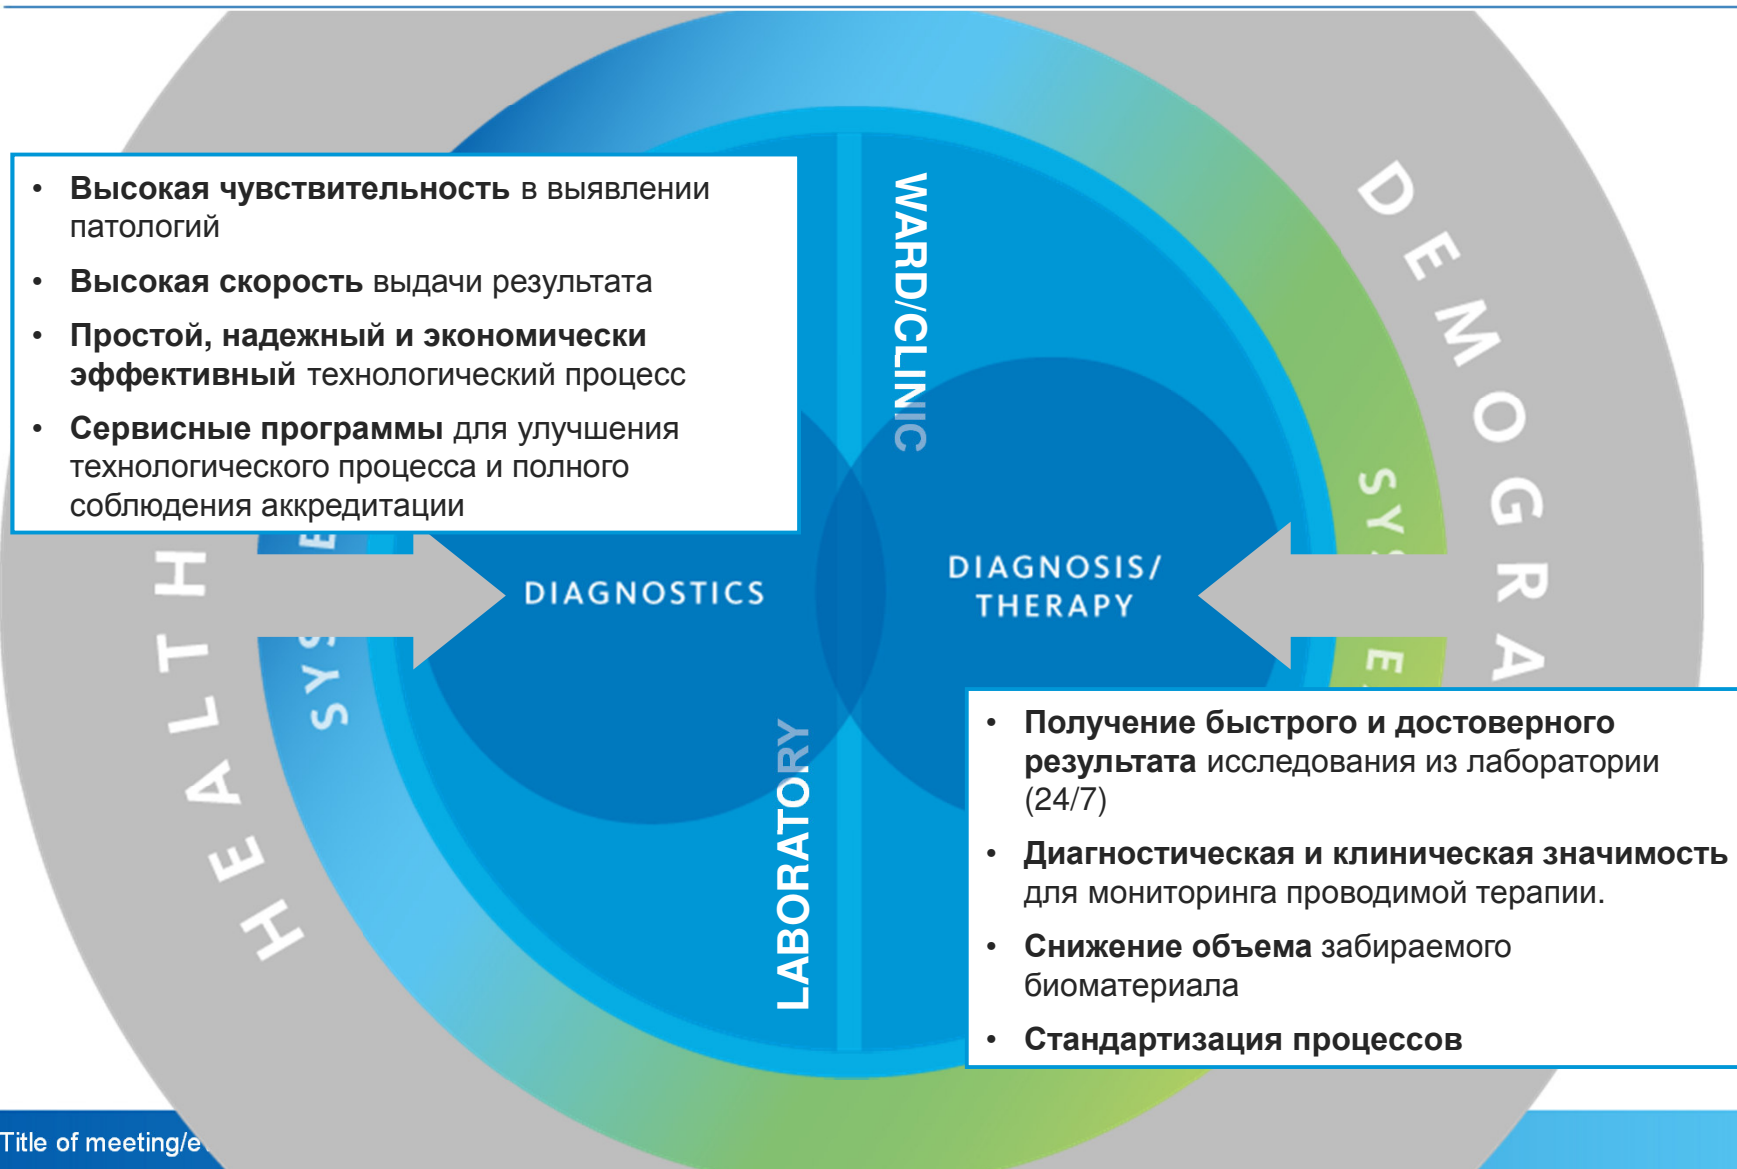 • Высокая чувствительность в выявлении
патологий
• Высокая скорость выдачи результата
• Простой, надежный и экономически
эффективный технологический процесс
• Сервисные программы для улучшения
технологического процесса и полного
соблюдения аккредитации
WARD/CLINIC
LABORATORY
DIAGNOSTICS
DIAGNOSIS/
THERAPY
HEALTH
DEMOGRA
• Получение быстрого и достоверного
результата исследования из лаборатории
(24/7)
• Диагностическая и клиническая значимость
для мониторинга проводимой терапии.
• Снижение объема забираемого
биоматериала
• Стандартизация процессов
Title of meeting/e